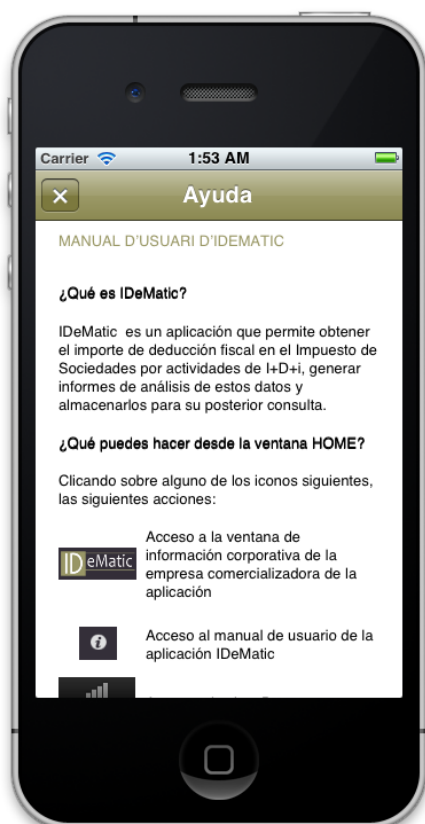 Carrier
1:53 AM
Ayuda
MANUAL D'USUARI D'IDEMATIC
¿Qué es IDeMatic?
IDeMatic es un aplicación que permite obtener
el importe de deducción fiscal en el Impuesto de
Sociedades por actividades de I+D+i, generar
informes de análisis de estos datos y
almacenarlos para su posterior consulta.
¿Qué puedes hacer desde la ventana HOME?
Clicando sobre alguno de los iconos siguientes,
las siguientes acciones:
IDeMatic
Acceso a la ventana de
información corporativa de la
empresa comercializadora de la
aplicación
Acceso al manual de usuario de la
aplicación IDeMatic